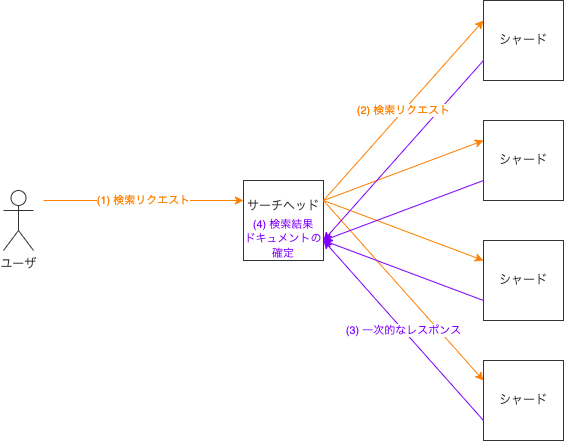 シャード
(2) 検索リクエスト
シャード
(1) 検索リクエスト
サーチヘッド
(4) 検索結果
ドキュメントの
確定
ユーザ
シャード
(3) 一次的なレスポンス
シャード